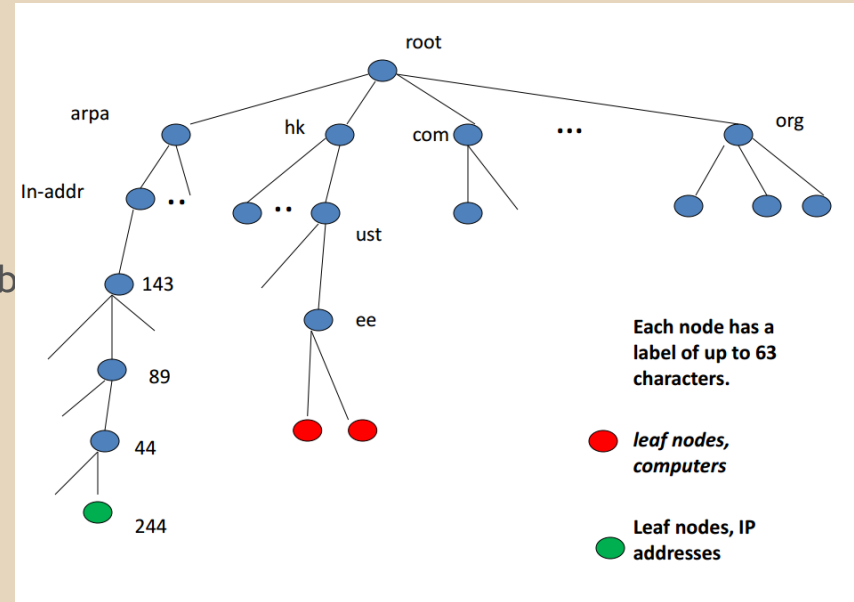 root
arpa
hk
com
...
org
In-addr
..
..
ust
b
143
ee
Each node has a
label of up to 63
characters.
89
44
leaf nodes,
computers
244
Leaf nodes, IP
addresses